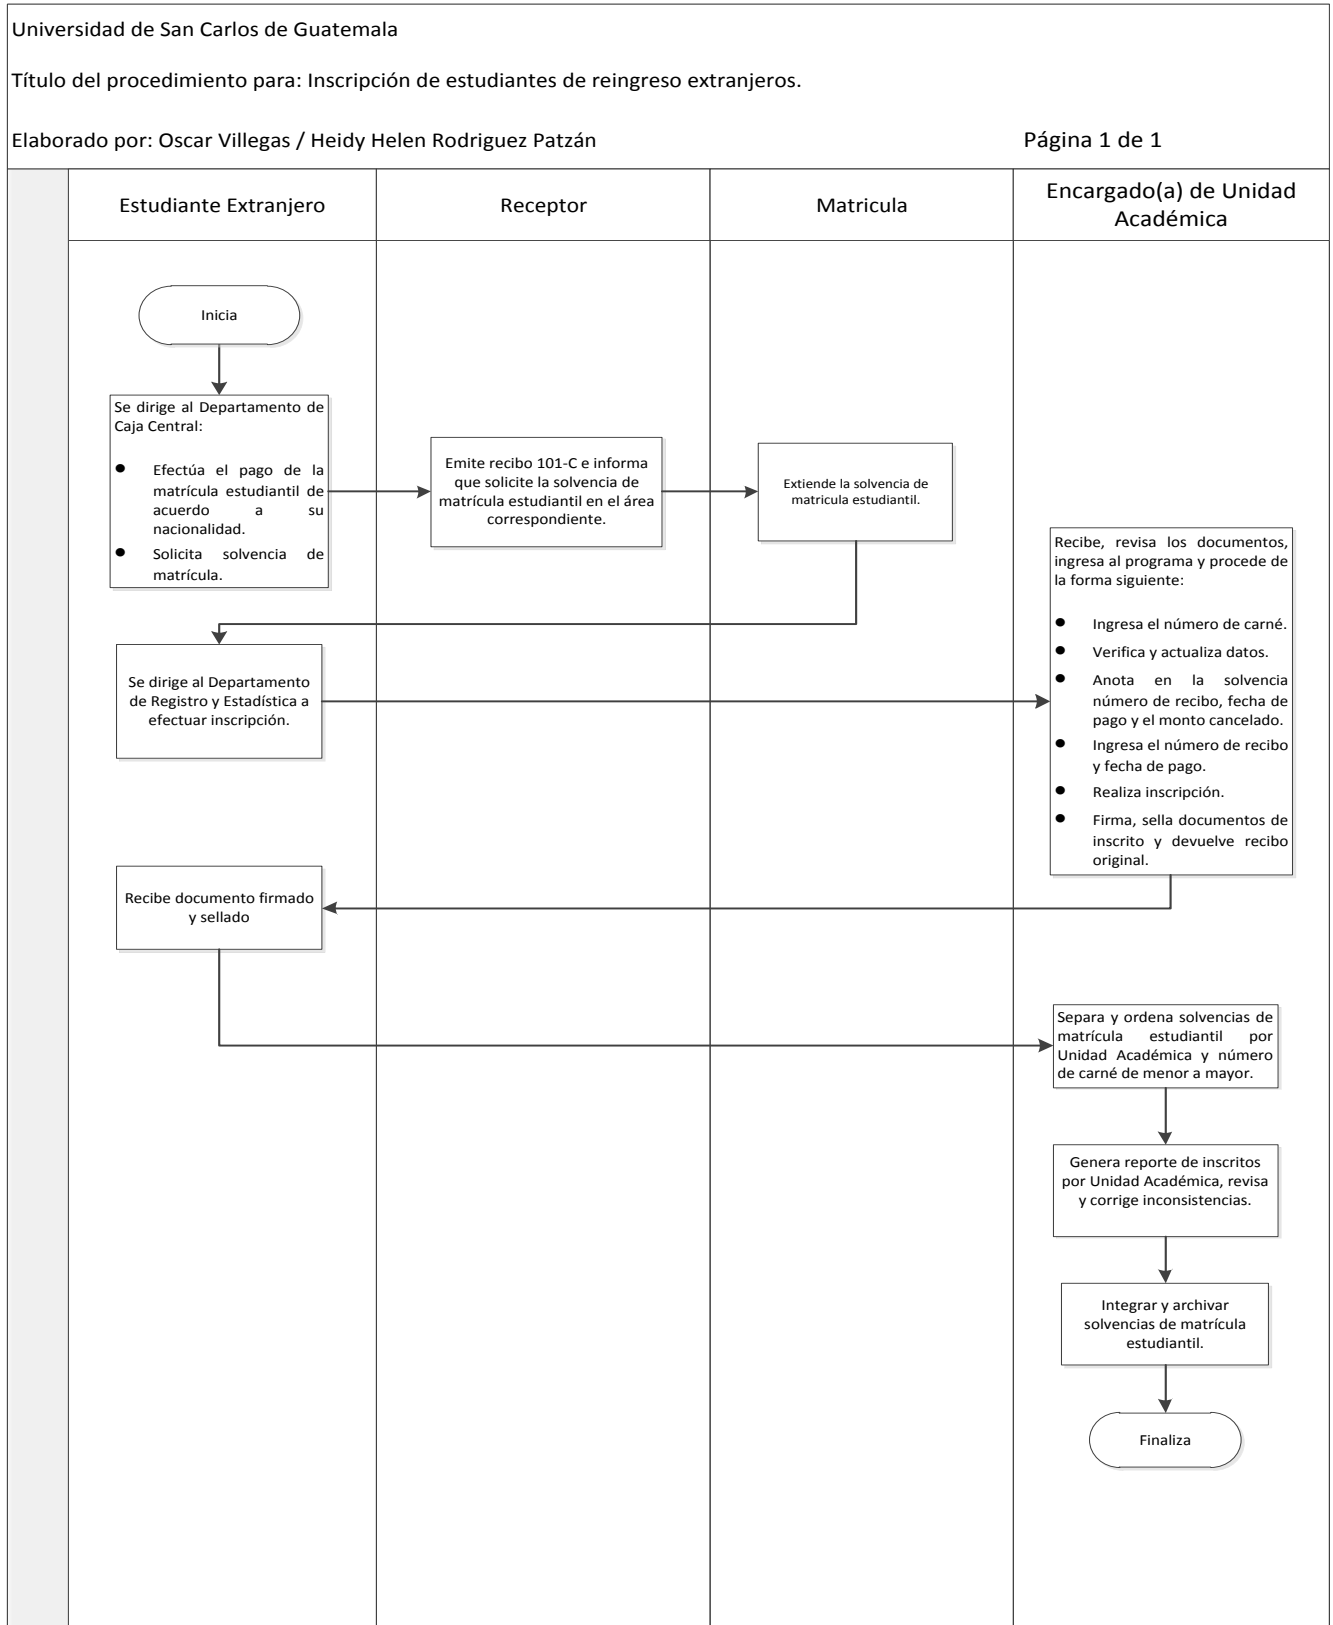 Universidad de San Carlos de Guatemala
Título del procedimiento para: Inscripción de estudiantes de reingreso extranjeros.
Elaborado por: Oscar Villegas / Heidy Helen Rodriguez Patzán
Página 1 de 1
Estudiante Extranjero
Receptor
Matricula
Encargado(a) de Unidad
Académica
Inicia
Se dirige al Departamento de
Caja Central:
● Efectúa el pago de la
matrícula estudiantil de
acuerdo a su
nacionalidad.
● Solicita solvencia de
matrícula.
Emite recibo 101-C e informa
que solicite la solvencia de
matrícula estudiantil en el área
correspondiente.
Extiende la solvencia de
matricula estudiantil.
Se dirige al Departamento
de Registro y Estadística a
efectuar inscripción.
Recibe, revisa los documentos,
ingresa al programa y procede de
la forma siguiente:
● Ingresa el número de carné.
● Verifica y actualiza datos.
● Anota en la solvencia
número de recibo, fecha de
pago y el monto cancelado.
● Ingresa el número de recibo
y fecha de pago.
● Realiza inscripción.
● Firma, sella documentos de
inscrito y devuelve recibo
original.
Recibe documento firmado
y sellado
Separa y ordena solvencias de
matrícula estudiantil por
Unidad Académica y número
de carné de menor a mayor.
Genera reporte de inscritos
por Unidad Académica, revisa
y corrige inconsistencias.
Integrar y archivar
solvencias de matrícula
estudiantil.
Finaliza